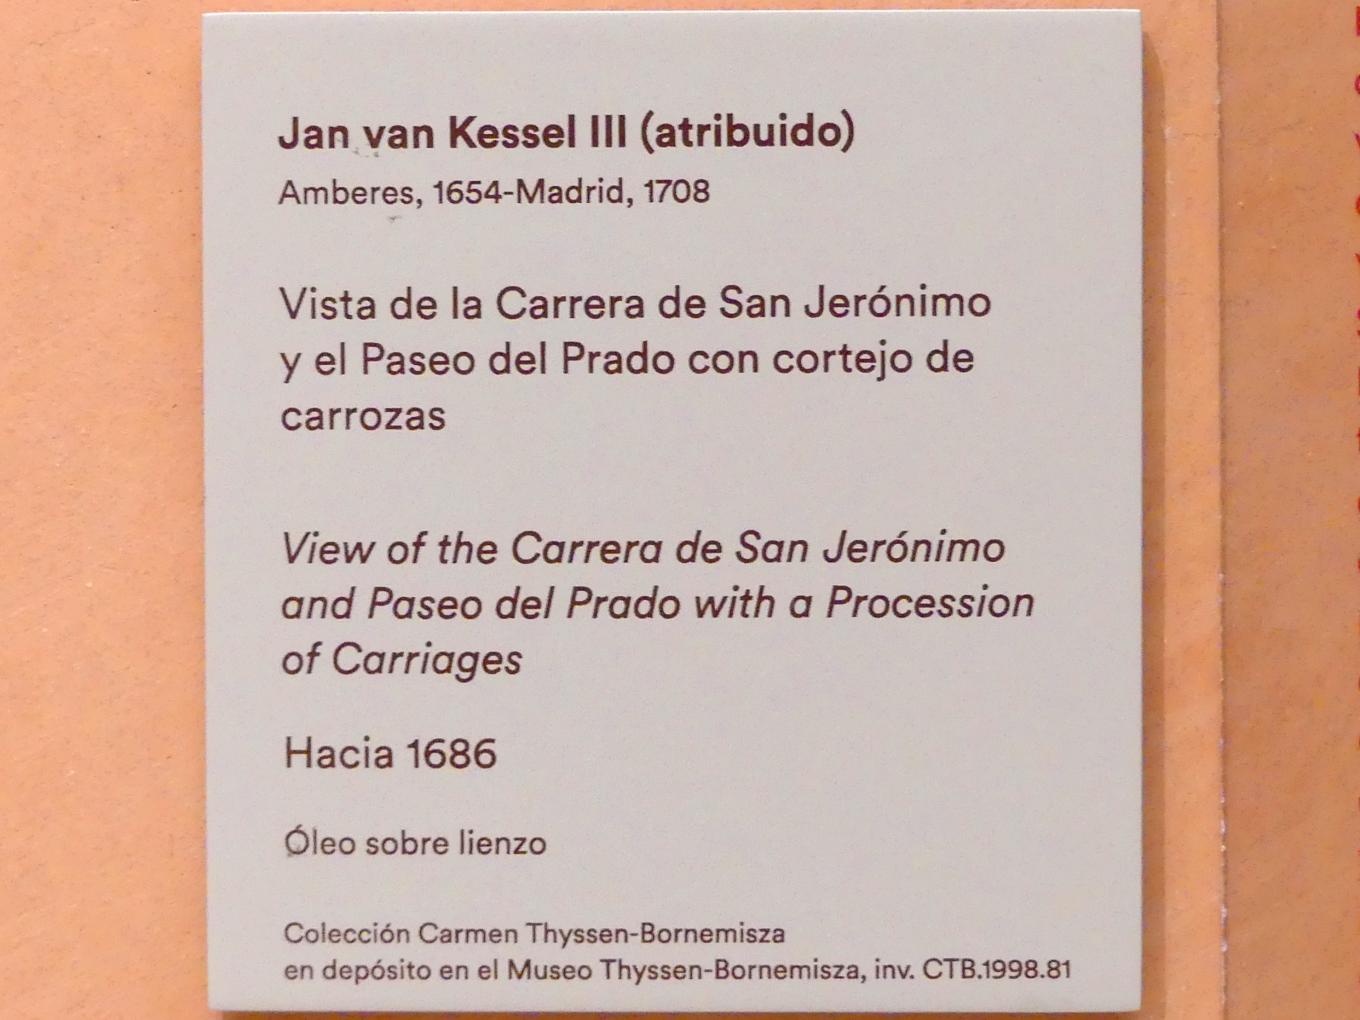 Jan van Kessel III (atribuido)
Amberes, 1654-Madrid, 1708
Vista de la Carrera de San Jerónimo
y el Paseo del Prado con cortejo de
carrozas
View of the Carrera de San Jerónimo
and Paseo del Prado with a Procession
of Carriages
Hacia 1686
Óleo sobre lienzo
Colección Carmen Thyssen-Bornemisza
en depósito en el Museo Thyssen-Bornemisza, inv. CTB.1998.81